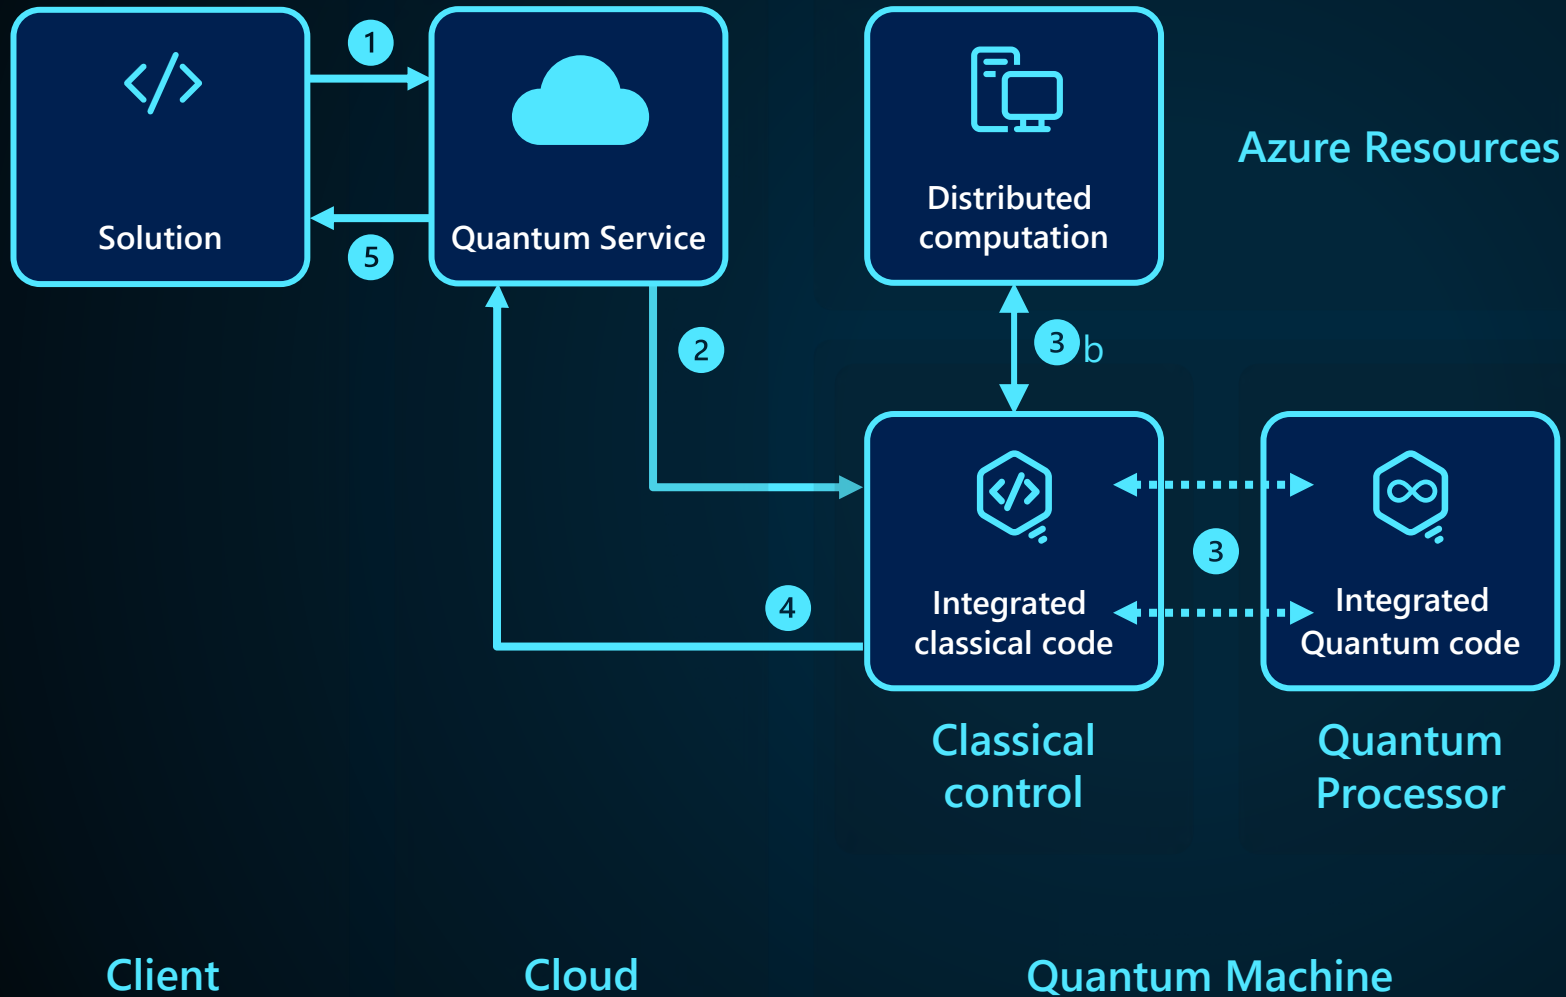 1
Solution
5
Quantum Service
2
Distributed
computation
Azure Resources
3 b
4
Integrated
classical code
3
Integrated
Quantum code
Classical
control
Quantum
Processor
Client
Cloud
Quantum Machine